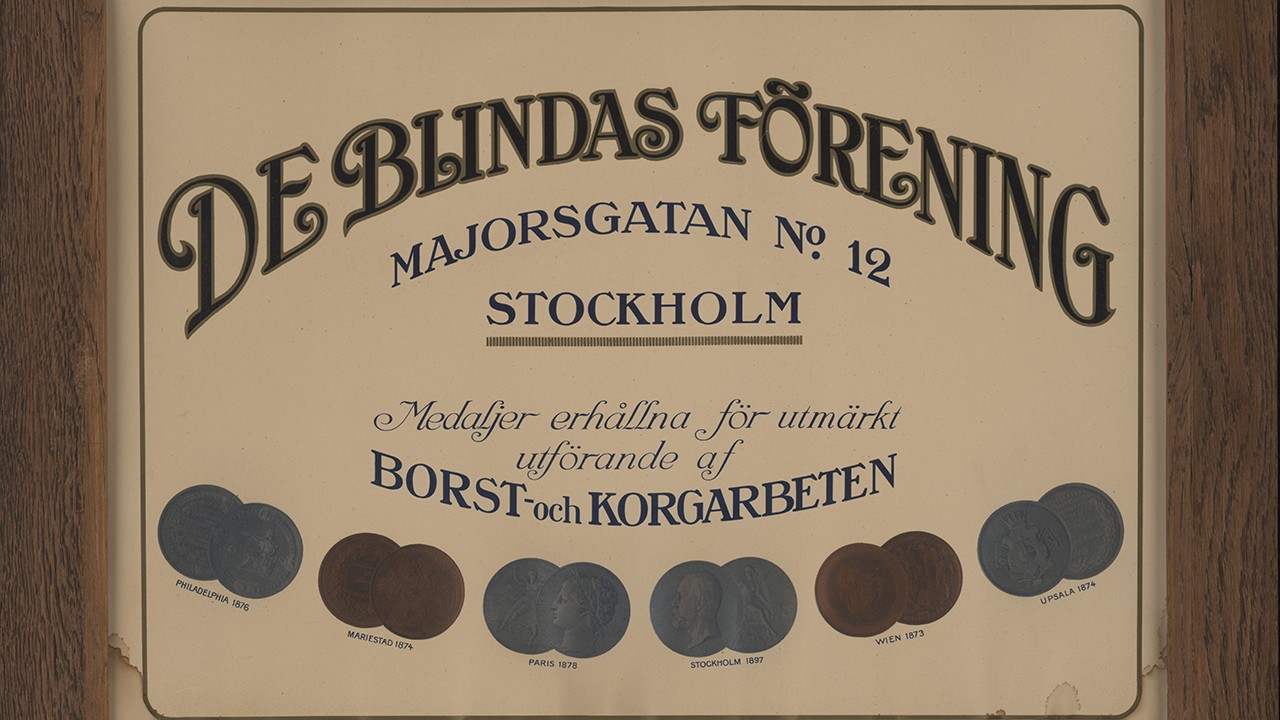 DE BLINDAS FÖRENING
MAJORSGATAN No. 12
STOCKHOLM
Medaljer erhållna för utmärkt
utförande af
BORST- och KORGARBETEN
PHILADELPHIA 1876
MARIESTAD 1874
PARIS 1878
STOCKHOLM 1897
WIEN 1873
UPSALA 1874